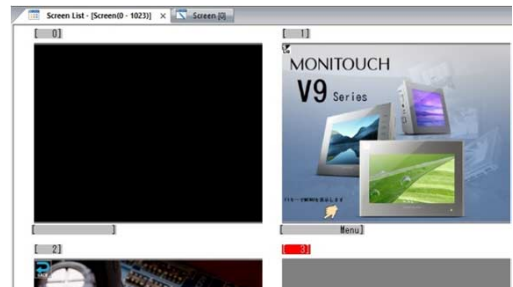 Screen List - [Screen(0 - 1023)] × Screen [0]
[ 0]
[ 1]
MONITOUCH
V9 Series
[ ]
[ Menu]
[ 2]
[ 3]